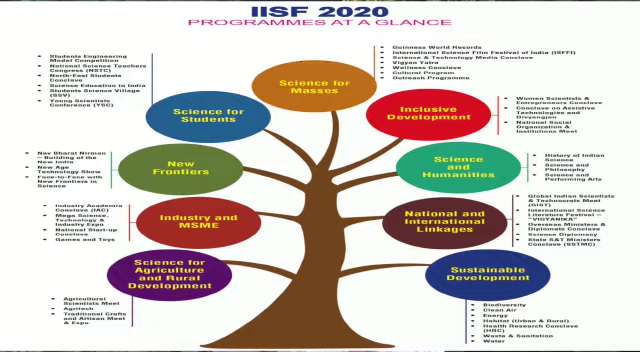 IISF 2020
PROGRAMMES AT A GLANCE
Science for
Masses
Guinness World Records
International Science Film Festival of India (ISFFI)
Science & Technology Media Conclave
Vigyan Yatra
Wellness Conclave
Cultural Program
Outreach Programme
Students Engineering
Model Competition
National Science Teachers
Congress (NSTC)
North-East Students
Conclave
Science Education in India
Students Science Village
(SSV)
Young Scientists
Conference (YSC)
Science for
Students
Inclusive
Development
Women Scientists &
Entrepreneurs Conclave
Conclave on Assistive
Technologies and
Divyangjan
National Social
Organization &
Institutions Meet
Nav Bharat Nirman
– Building of the
New India
New Age
Technology Show
Face-to-Face with
New Frontiers in
Science
New
Frontiers
Science
and
Humanities
History of Indian
Science
Science and
Philosophy
Science and
Performing Arts
Industry Academic
Conclave (IAC)
Mega Science,
Technology &
Industry Expo
National Start-up
Conclave
Games and Toys
Industry and
MSME
National and
International
Linkages
Global Indian Scientists
& Technocrats Meet
(GIST)
International Science
Literature Festival –
"VIGYANIKA"
Overseas Ministers &
Diplomats Conclave
Science Diplomacy
State S&T Ministers
Conclave (SSTMC)
Science for
Agriculture
and Rural
Development
Agricultural
Scientists Meet
Agritech
Traditional Crafts
and Artisan Meet
& Expo
Sustainable
Development
Biodiversity
Clean Air
Energy
Habitat (Urban & Rural)
Health Research Conclave
(HRC)
Waste & Sanitation
Water